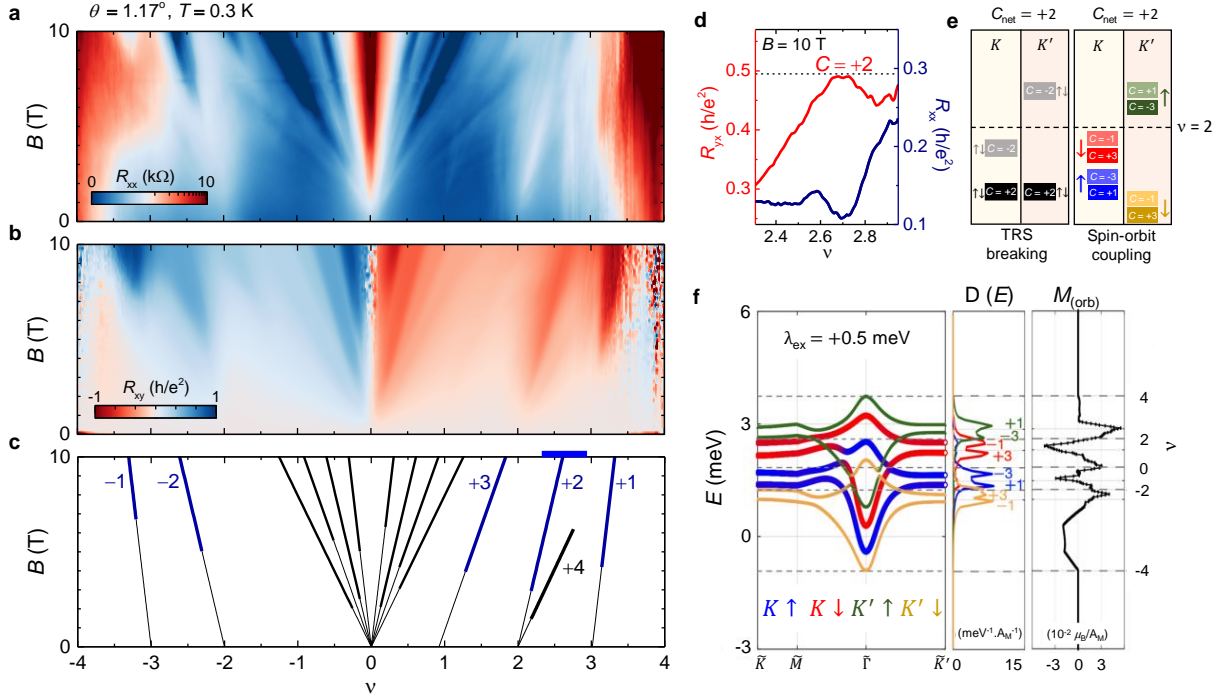 a
θ = 1.17°, T = 0.3 K
B (T)
10
5
0
R_xx (kΩ)
0
10
b
B (T)
10
5
0
R_xy (h/e²)
-1
1
c
B (T)
10
5
0
−1
−2
+3
+2
+1
+4
-4
-3
-2
-1
0
1
2
3
4
ν
d
B = 10 T
C = +2
R_yx (h/e²)
0.5
0.4
0.3
R_xx (h/e²)
0.3
0.2
0.1
2.4
2.6
2.8
ν
e
C_net = +2
C_net = +2
K
K′
K
K′
C = -2 ↑↓
↑↓ C = -2
↑↓ C = +2
C = +2 ↑↓
C = +1
C = -3
↑
C = -1
C = +3
↓
C = -3
C = +1
↑
C = -1
C = +3
↓
ν = 2
TRS
breaking
Spin-orbit
coupling
f
D (E)
M_(orb)
λ_ex = +0.5 meV
E (meV)
6
3
0
-3
K ↑ K ↓ K′ ↑ K′ ↓
K̃
M̃
Γ̃
K̃′
+1
−3
−1
+3
−3
+1
+3
−1
(meV⁻¹.A_M⁻¹)
0
15
(10⁻² μ_B/A_M)
-3
0
3
4
2
0
-2
-4
ν